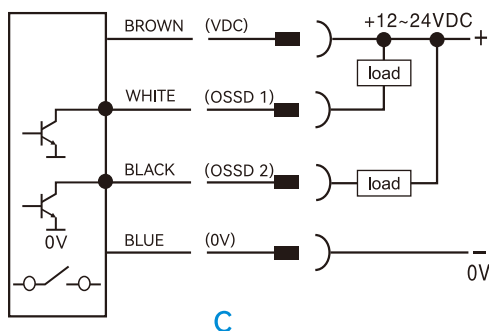 BROWN (VDC) +12~24VDC +
load
WHITE (OSSD 1)
BLACK (OSSD 2) load
0V
BLUE (0V) −
0V
C